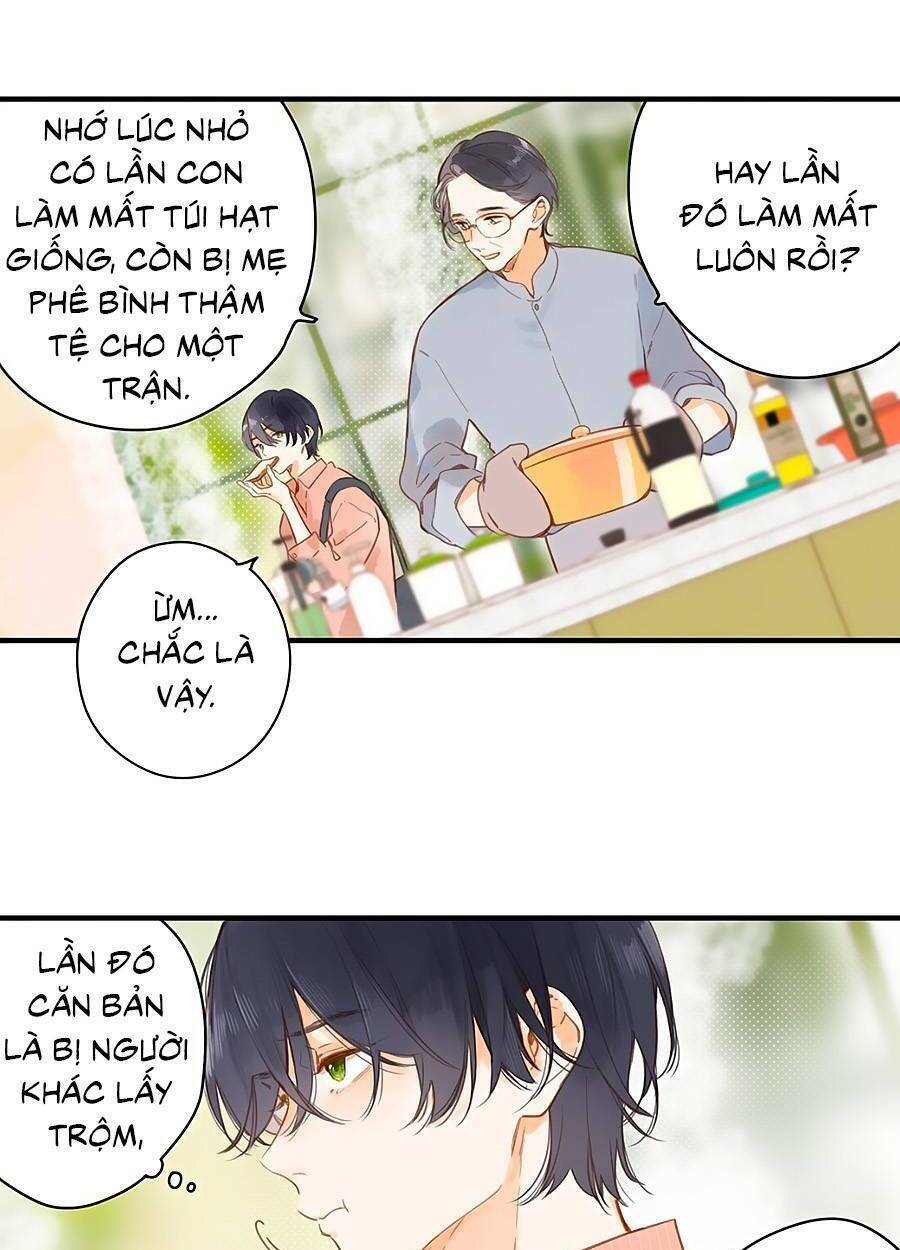 NHỚ LÚC NHỎ
CÓ LẦN CON
LÀM MẤT TÚI HẠT
GIỐNG, CÒN BỊ MẸ
PHÊ BÌNH THẬM
TỆ CHO MỘT
TRẬN.
HAY LẦN
ĐÓ LÀM MẤT
LUÔN RỒI?
ỪM...
CHẮC LÀ
VẬY.
LẦN ĐÓ
CĂN BẢN
LÀ BỊ NGƯỜI
KHÁC LẤY
TRỘM,